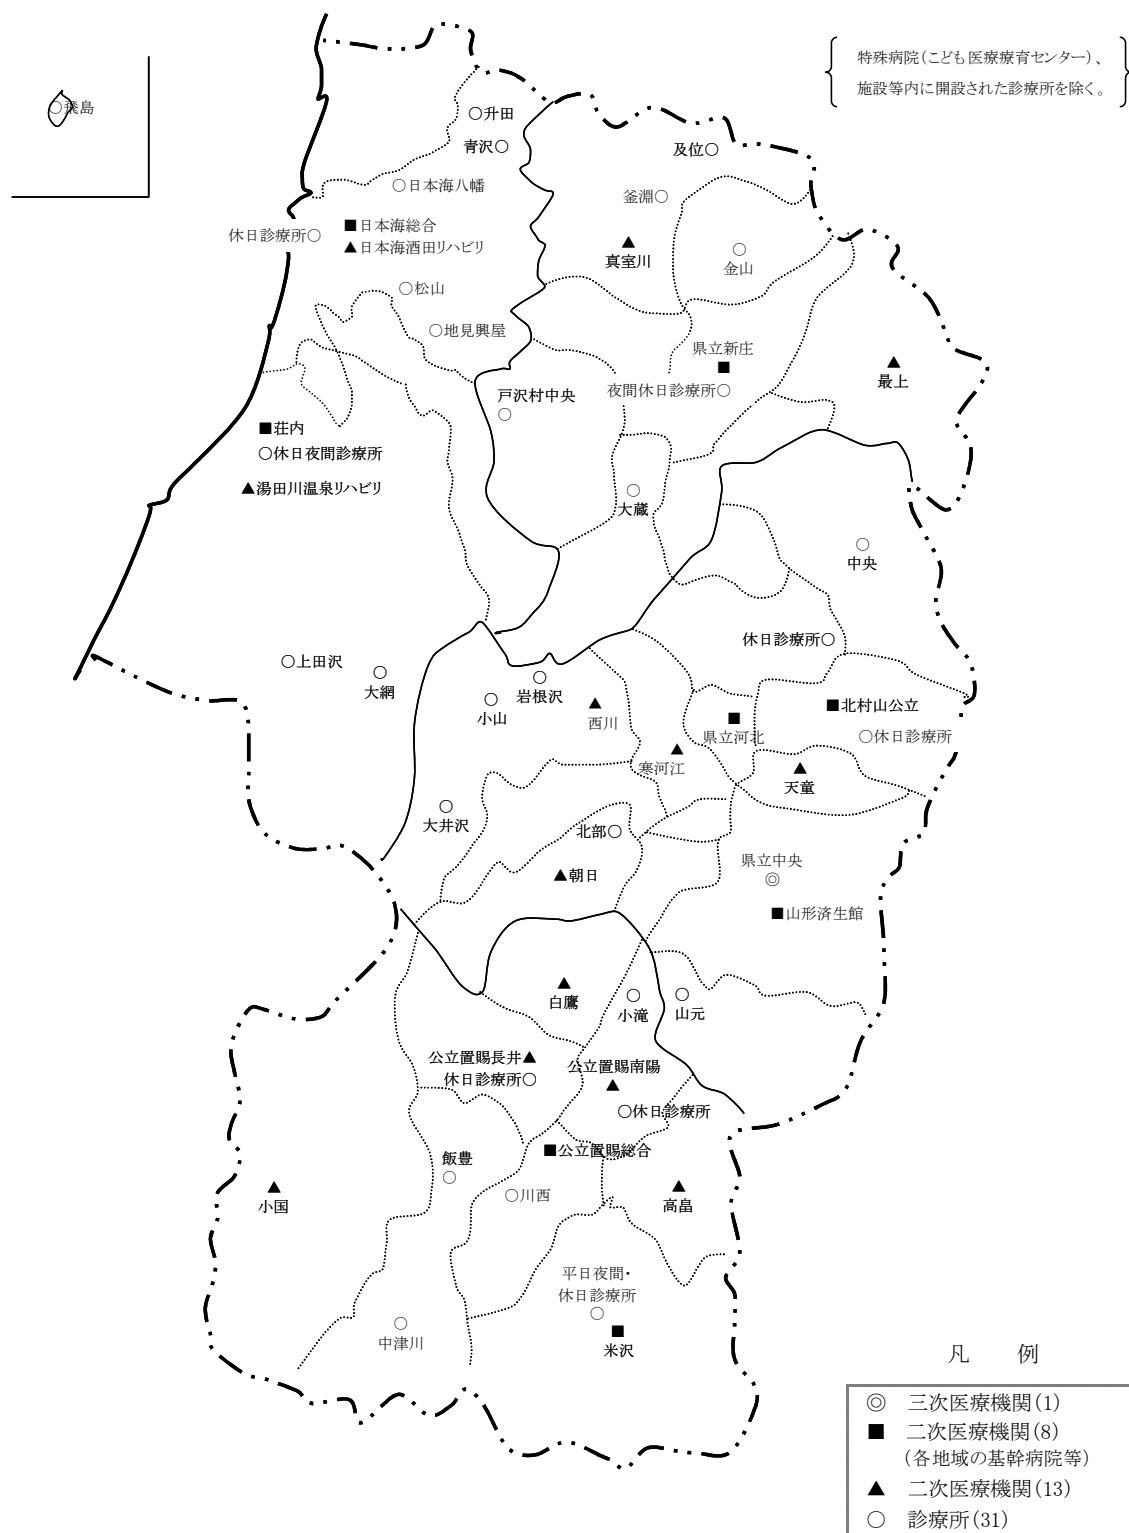 特殊病院(こども医療療育センター)、
施設等内に開設された診療所を除く。
○飛島
○升田
青沢○
及位○
○日本海八幡
釜淵○
■日本海総合
休日診療所○
▲日本海酒田リハビリ
▲
真室川
○
金山
○松山
○地見興屋
県立新庄
■
▲
最上
夜間休日診療所○
戸沢村中央
○
■荘内
○休日夜間診療所
▲湯田川温泉リハビリ
○
大蔵
○
中央
休日診療所○
○上田沢
○
大網
○
岩根沢
○
小山
▲
西川
■北村山公立
■
県立河北
○休日診療所
▲
寒河江
▲
天童
○
大井沢
北部○
県立中央
◎
▲朝日
■山形済生館
▲
白鷹
○
小滝
○
山元
公立置賜長井▲
休日診療所○
公立置賜南陽
▲
○休日診療所
■公立置賜総合
飯豊
○
○川西
▲
小国
▲
高畠
平日夜間・
休日診療所
○
■
米沢
○
中津川
凡　例
◎　三次医療機関(1)
■　二次医療機関(8)
(各地域の基幹病院等)
▲　二次医療機関(13)
○　診療所(31)